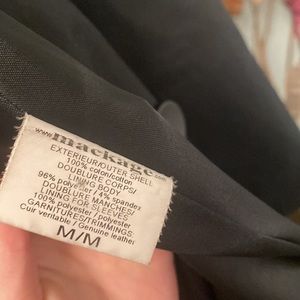 www.mackage.com
EXTERIEUR/OUTER SHELL
100% coton/cotton
DOUBLURE CORPS/
LINING BODY
96% polyester / 4% spandex
DOUBLURE MANCHES/
LINING FOR SLEEVES
100% polyester / polyester
GARNITURES/TRIMMINGS:
Cuir veritable / Genuine leather
M/M